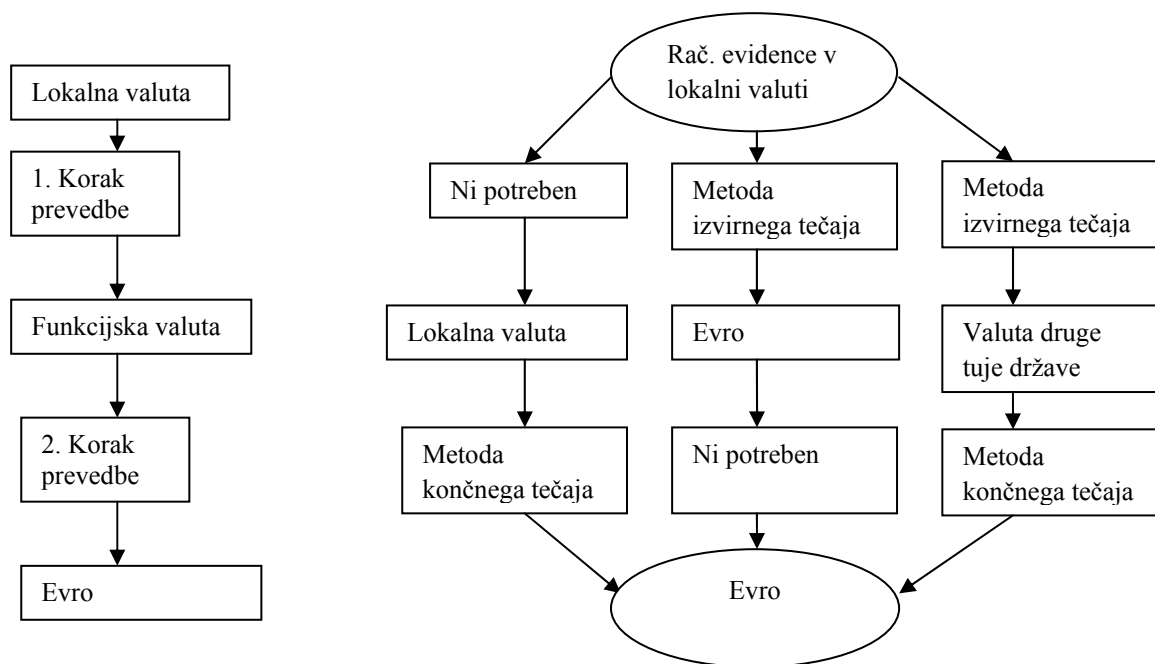 Lokalna valuta
1. Korak
prevedbe
Funkcijska valuta
2. Korak
prevedbe
Evro
Rač. evidence v
lokalni valuti
Ni potreben
Metoda
izvirnega tečaja
Metoda
izvirnega tečaja
Lokalna valuta
Evro
Valuta druge
tuje države
Metoda
končnega tečaja
Ni potreben
Metoda
končnega tečaja
Evro